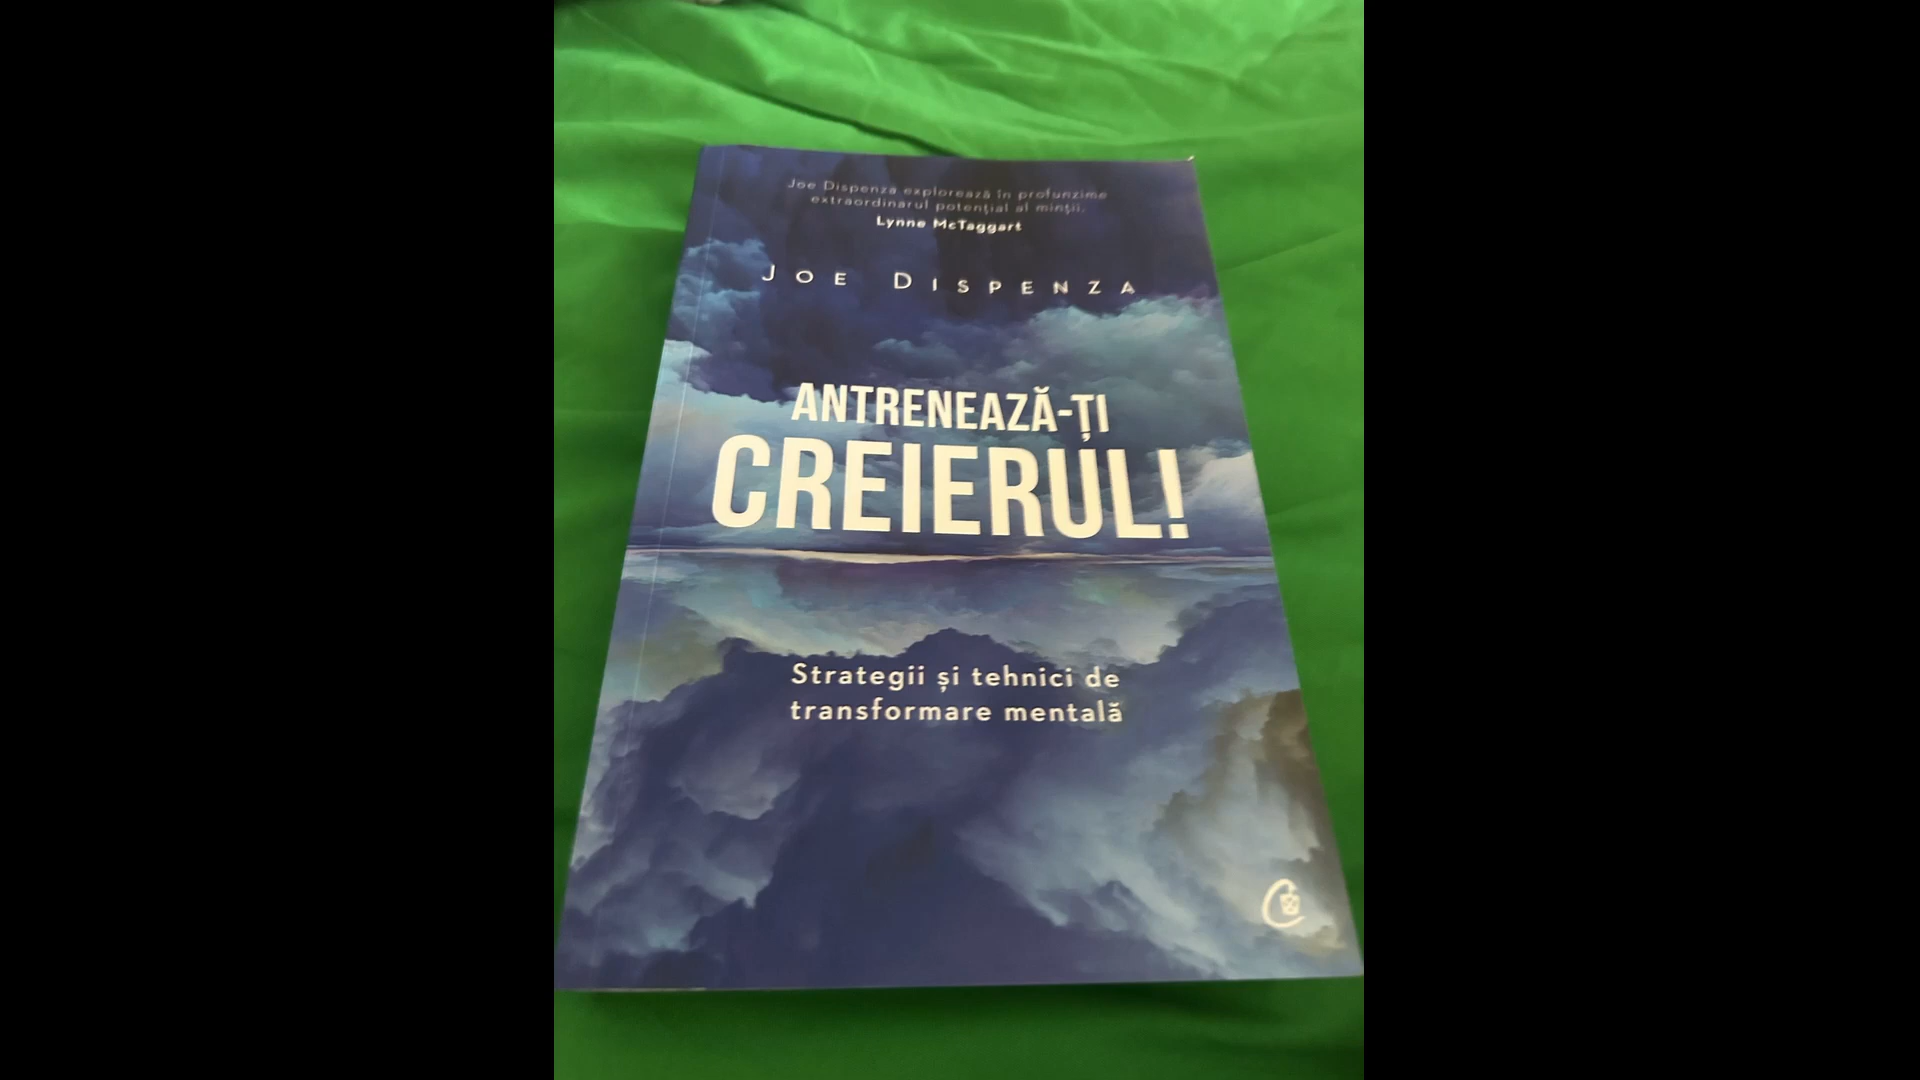 Joe Dispenza explorează în profunzime
extraordinarul potențial al minții.
Lynne McTaggart
JOE DISPENZA
ANTRENEAZĂ-ȚI
CREIERUL!
Strategii și tehnici de
transformare mentală